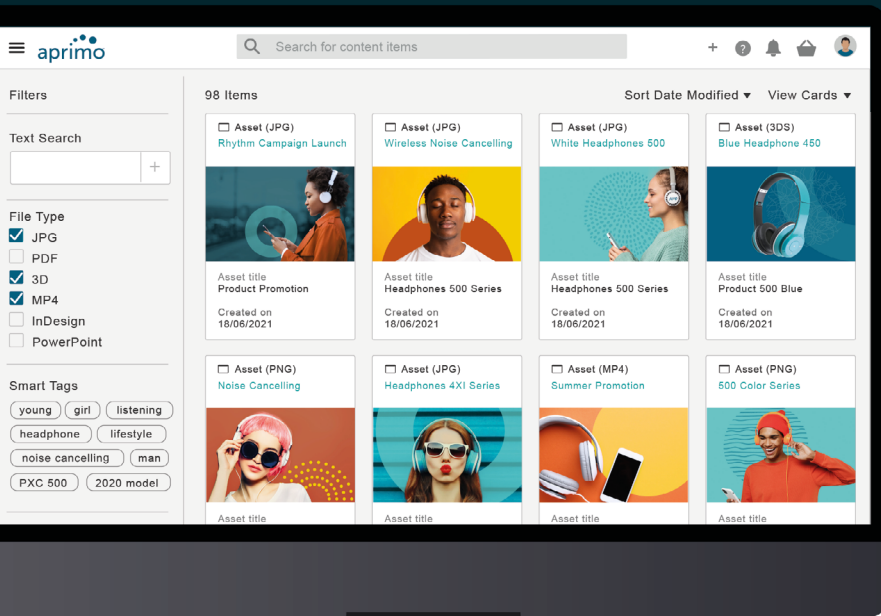 aprimo
Search for content items
+
?
Filters
98 Items
Sort Date Modified
View Cards
Text Search
+
File Type
JPG
PDF
3D
MP4
InDesign
PowerPoint
Smart Tags
young
girl
listening
headphone
lifestyle
noise cancelling
man
PXC 500
2020 model
Asset (JPG)
Rhythm Campaign Launch
Asset title
Product Promotion
Created on
18/06/2021
Asset (JPG)
Wireless Noise Cancelling
Asset title
Headphones 500 Series
Created on
18/06/2021
Asset (JPG)
White Headphones 500
Asset title
Headphones 500 Series
Created on
18/06/2021
Asset (3DS)
Blue Headphone 450
Asset title
Product 500 Blue
Created on
18/06/2021
Asset (PNG)
Noise Cancelling
Asset title
Asset (JPG)
Headphones 4XI Series
Asset title
Asset (MP4)
Summer Promotion
Asset title
Asset (PNG)
500 Color Series
Asset title